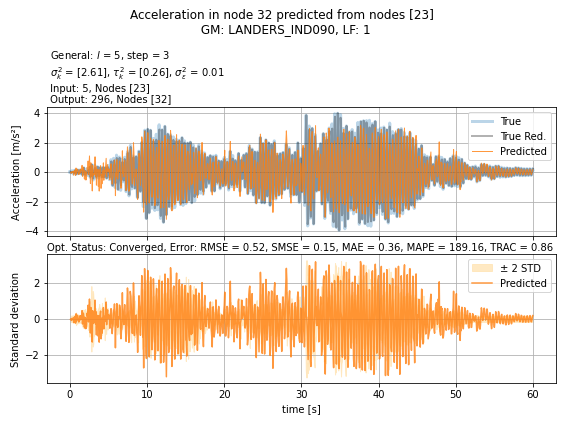 Acceleration in node 32 predicted from nodes [23]
GM: LANDERS_IND090, LF: 1
General: l = 5, step = 3
σ²ₖ = [2.61], τ²ₖ = [0.26], σ²ε = 0.01
Input: 5, Nodes [23]
Output: 296, Nodes [32]
Acceleration [m/s²]
4
2
0
−2
−4
True
True Red.
Predicted
Opt. Status: Converged, Error: RMSE = 0.52, SMSE = 0.15, MAE = 0.36, MAPE = 189.16, TRAC = 0.86
Standard deviation
2
0
−2
± 2 STD
Predicted
0 10 20 30 40 50 60
time [s]